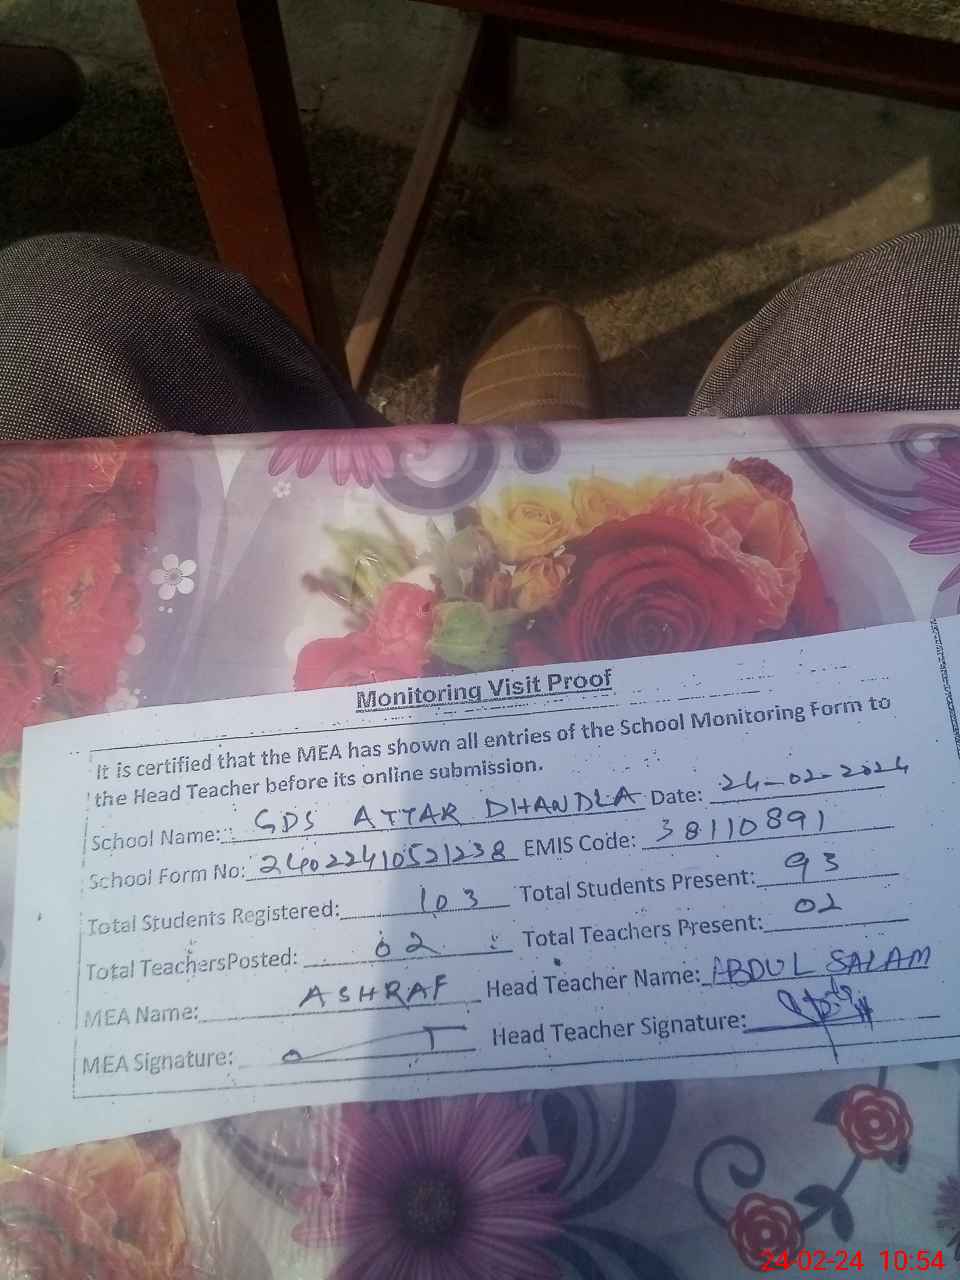 Monitoring Visit Proof
It is certified that the MEA has shown all entries of the School Monitoring Form to
the Head Teacher before its online submission.
School Name: GDS ATTAR DHANDLA Date: 24-02-2024
School Form No: 24022410521238 EMIS Code: 38110891
Total Students Registered: 103 Total Students Present: 93
Total TeachersPosted: 02 Total Teachers Present: 02
MEA Name: ASHRAF Head Teacher Name: ABDUL SALAM
MEA Signature: Head Teacher Signature:
24-02-24 10:54